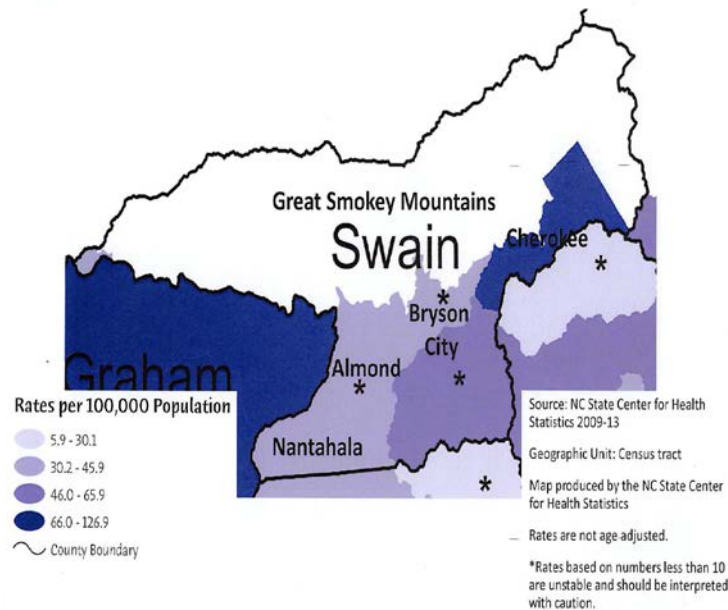 Great Smokey Mountains
Swain
Cherokee
*
*
Bryson
City
Almond
*
*
Graham
Nantahala
*
Rates per 100,000 Population
5.9 - 30.1
30.2 - 45.9
46.0 - 65.9
66.0 - 126.9
County Boundary
Source: NC State Center for Health
Statistics 2009-13
Geographic Unit: Census tract
Map produced by the NC State Center
for Health Statistics
Rates are not age adjusted.
*Rates based on numbers less than 10
are unstable and should be interpreted
with caution.